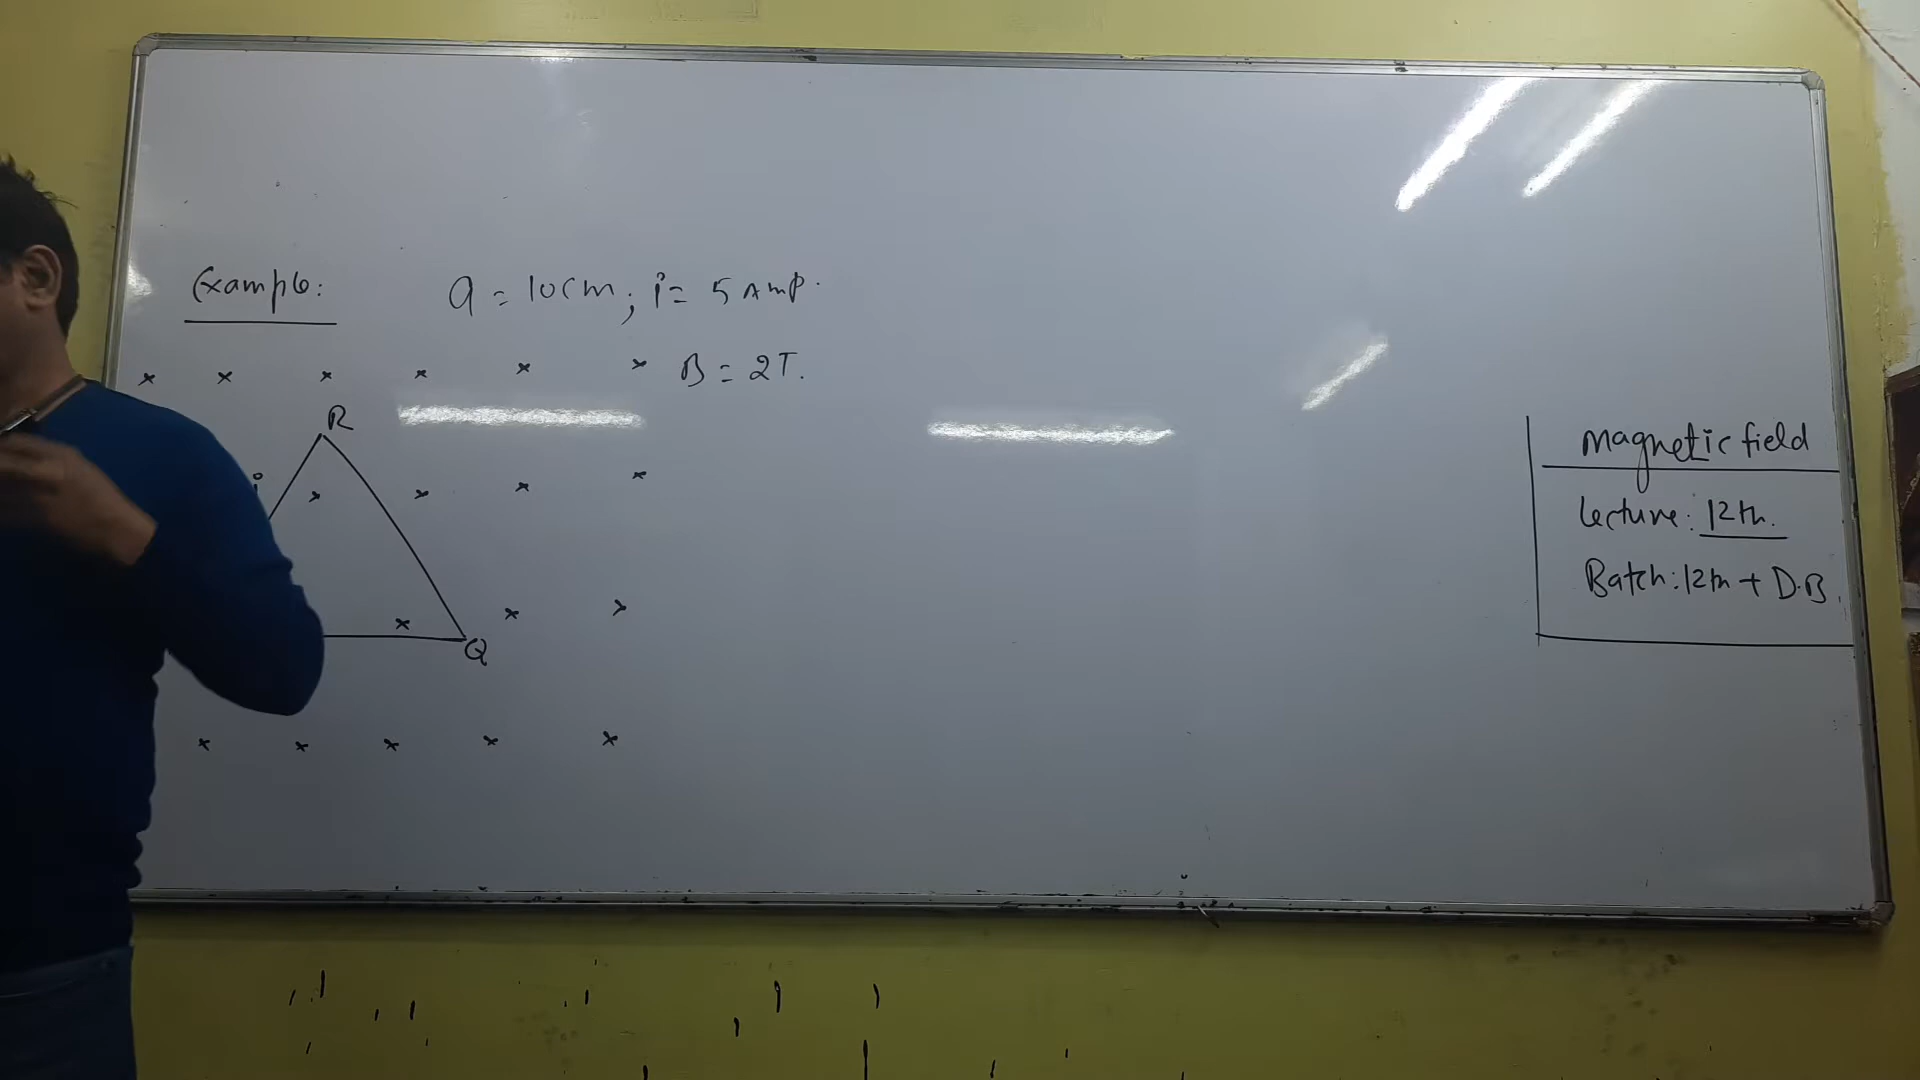 Example:
a = 10cm; i = 5 Amp.
B = 2T.
R
i
Q
magnetic field
Lecture: 12th.
Batch: 12th + D.B.